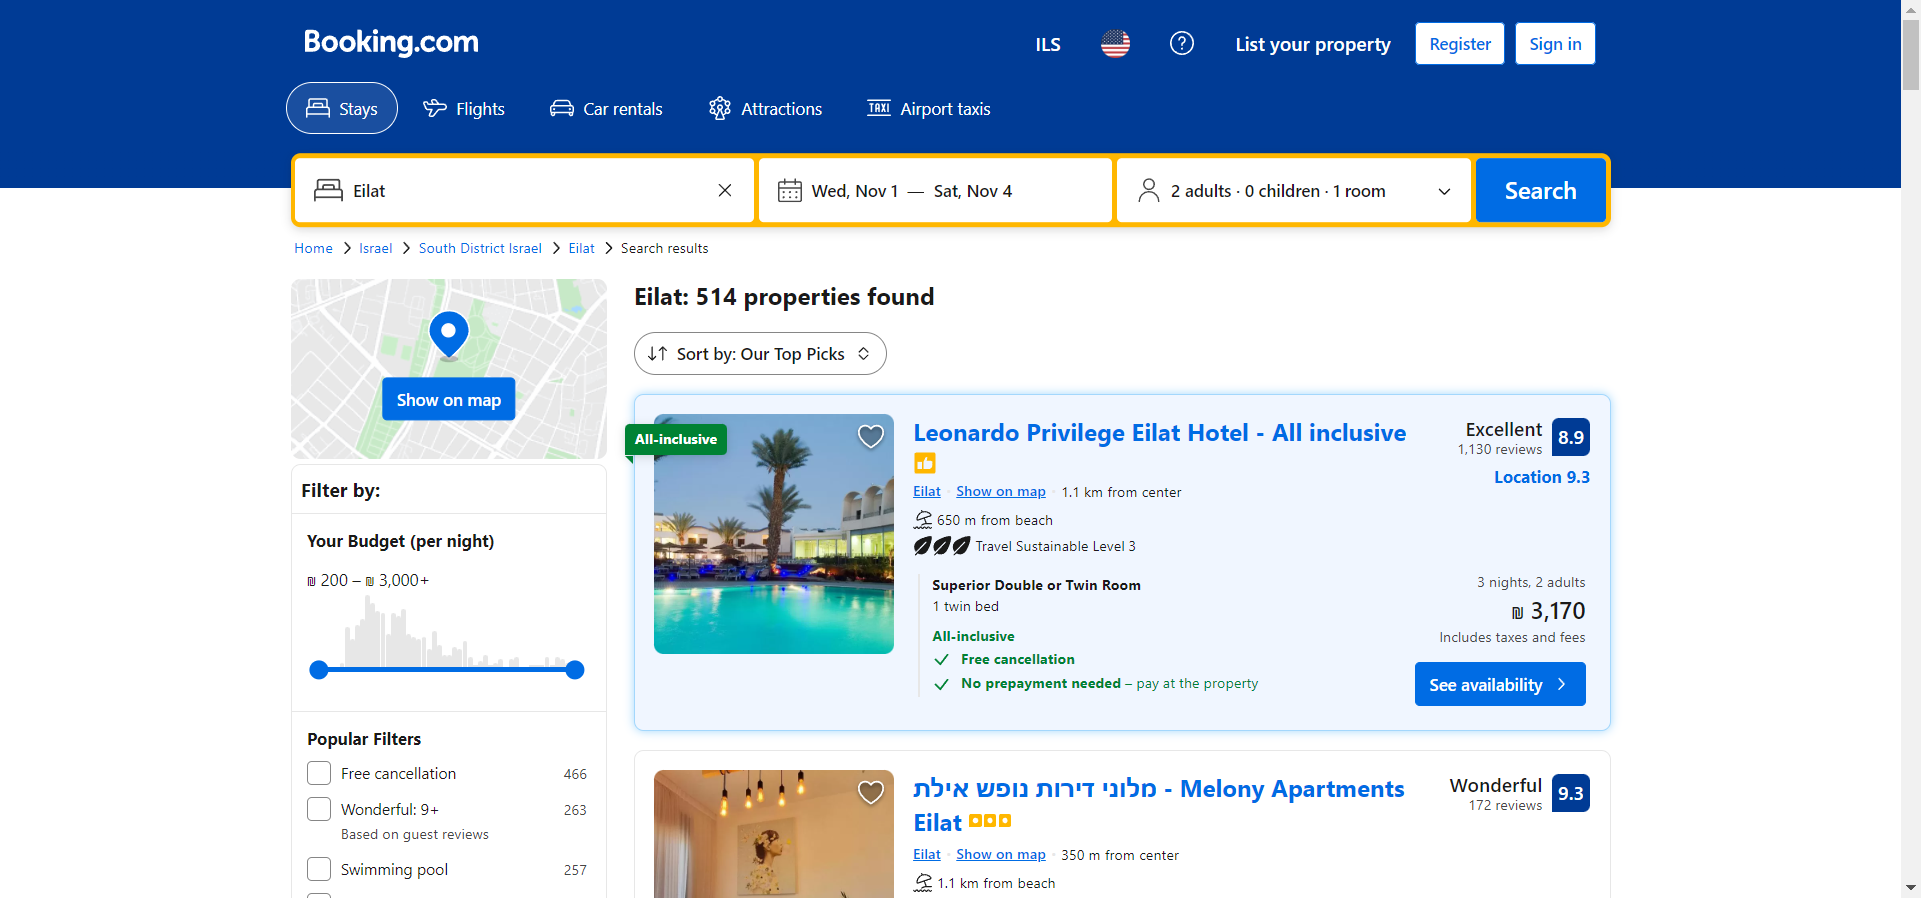 Booking.com
ILS
List your property
Register
Sign in
Stays
Flights
Car rentals
Attractions
TAXI
Airport taxis
Eilat
Wed, Nov 1 — Sat, Nov 4
2 adults · 0 children · 1 room
Search
Home
Israel
South District Israel
Eilat
Search results
Show on map
Filter by:
Your Budget (per night)
₪ 200 – ₪ 3,000+
Popular Filters
Free cancellation 466
Wonderful: 9+ 263
Based on guest reviews
Swimming pool 257
Eilat: 514 properties found
Sort by: Our Top Picks
All-inclusive
Leonardo Privilege Eilat Hotel - All inclusive
Eilat · Show on map · 1.1 km from center
650 m from beach
Travel Sustainable Level 3
Excellent 8.9
1,130 reviews
Location 9.3
Superior Double or Twin Room
1 twin bed
All-inclusive
Free cancellation
No prepayment needed – pay at the property
3 nights, 2 adults
₪ 3,170
Includes taxes and fees
See availability
מלוני דירות נופש אילת - Melony Apartments
Eilat
Eilat · Show on map · 350 m from center
1.1 km from beach
Wonderful 9.3
172 reviews